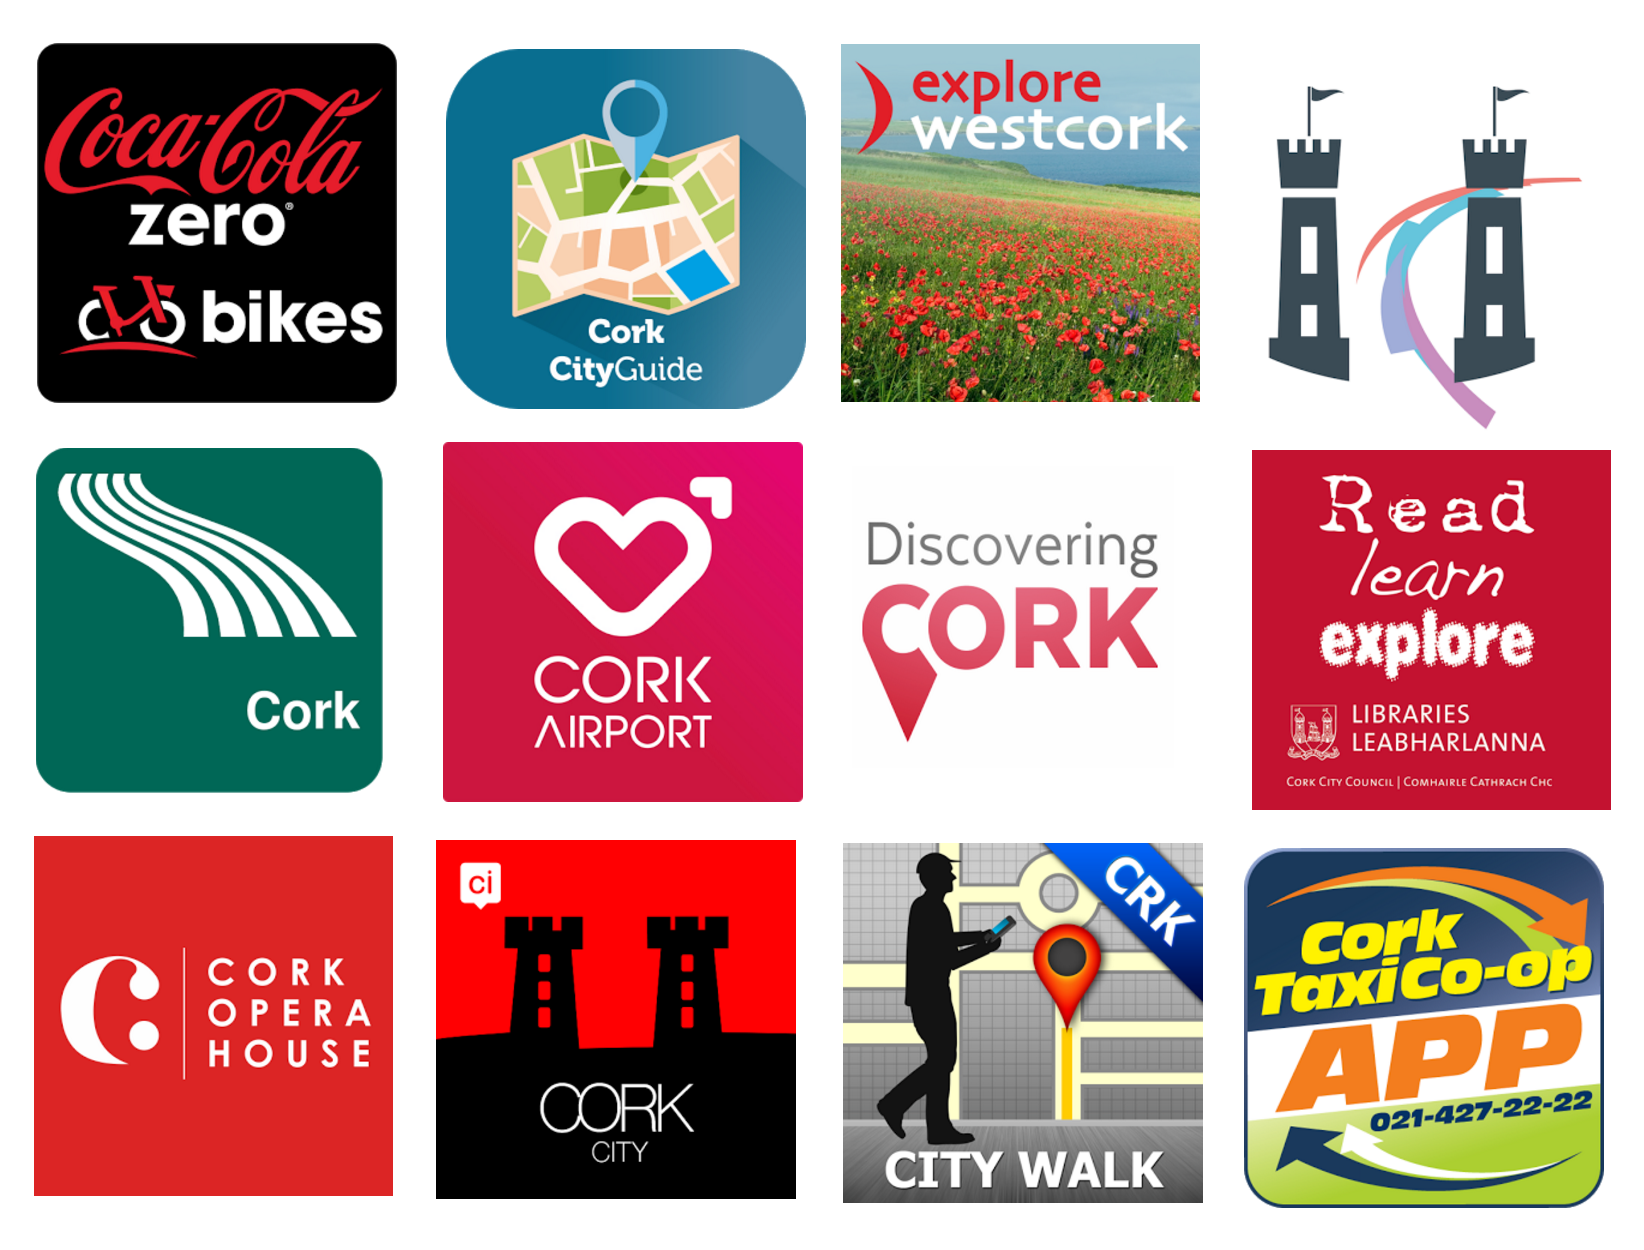 Coca-Cola
zero®
bikes
Cork
CityGuide
explore
westcork
Cork
CORK
AIRPORT
Discovering
CORK
Read
learn
explore
LIBRARIES
LEABHARLANNA
CORK CITY COUNCIL | COMHAIRLE CATHRACH CHC
CORK
OPERA
HOUSE
ci
CORK
CITY
CRK
CITY WALK
Cork
TaxiCo-op
APP
021-427-22-22